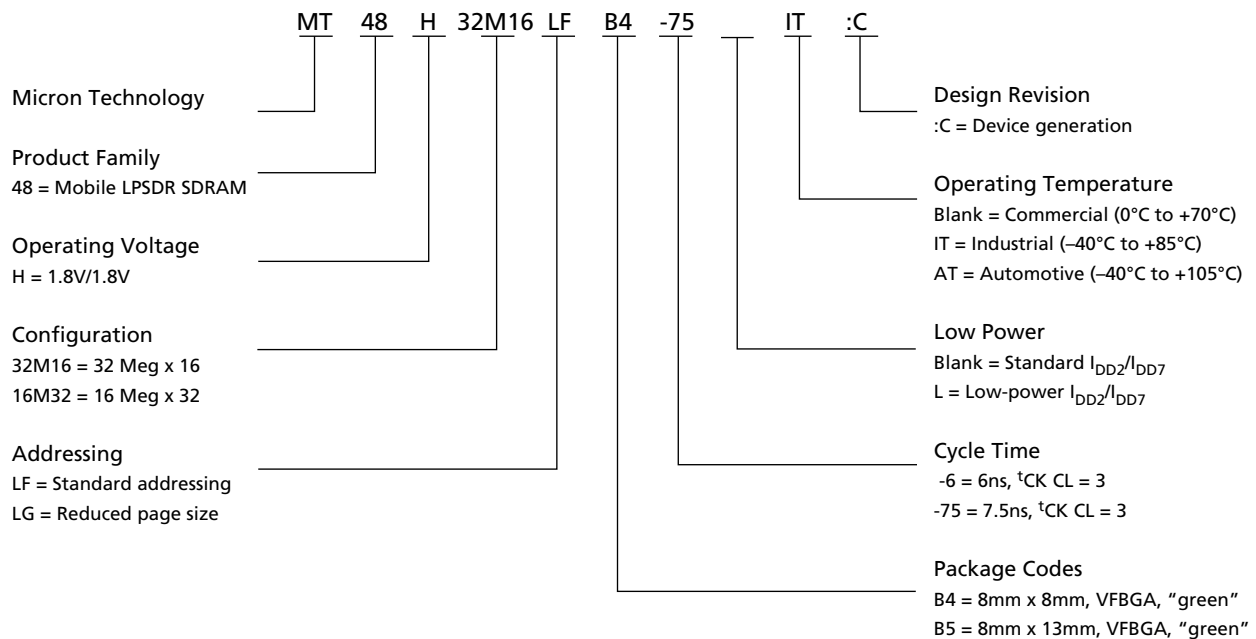 MT 48 H 32M16 LF B4 -75 IT :C
Micron Technology
Product Family
48 = Mobile LPSDR SDRAM
Operating Voltage
H = 1.8V/1.8V
Configuration
32M16 = 32 Meg x 16
16M32 = 16 Meg x 32
Addressing
LF = Standard addressing
LG = Reduced page size
Design Revision
:C = Device generation
Operating Temperature
Blank = Commercial (0°C to +70°C)
IT = Industrial (–40°C to +85°C)
AT = Automotive (–40°C to +105°C)
Low Power
Blank = Standard IDD2/IDD7
L = Low-power IDD2/IDD7
Cycle Time
-6 = 6ns, tCK CL = 3
-75 = 7.5ns, tCK CL = 3
Package Codes
B4 = 8mm x 8mm, VFBGA, “green”
B5 = 8mm x 13mm, VFBGA, “green”